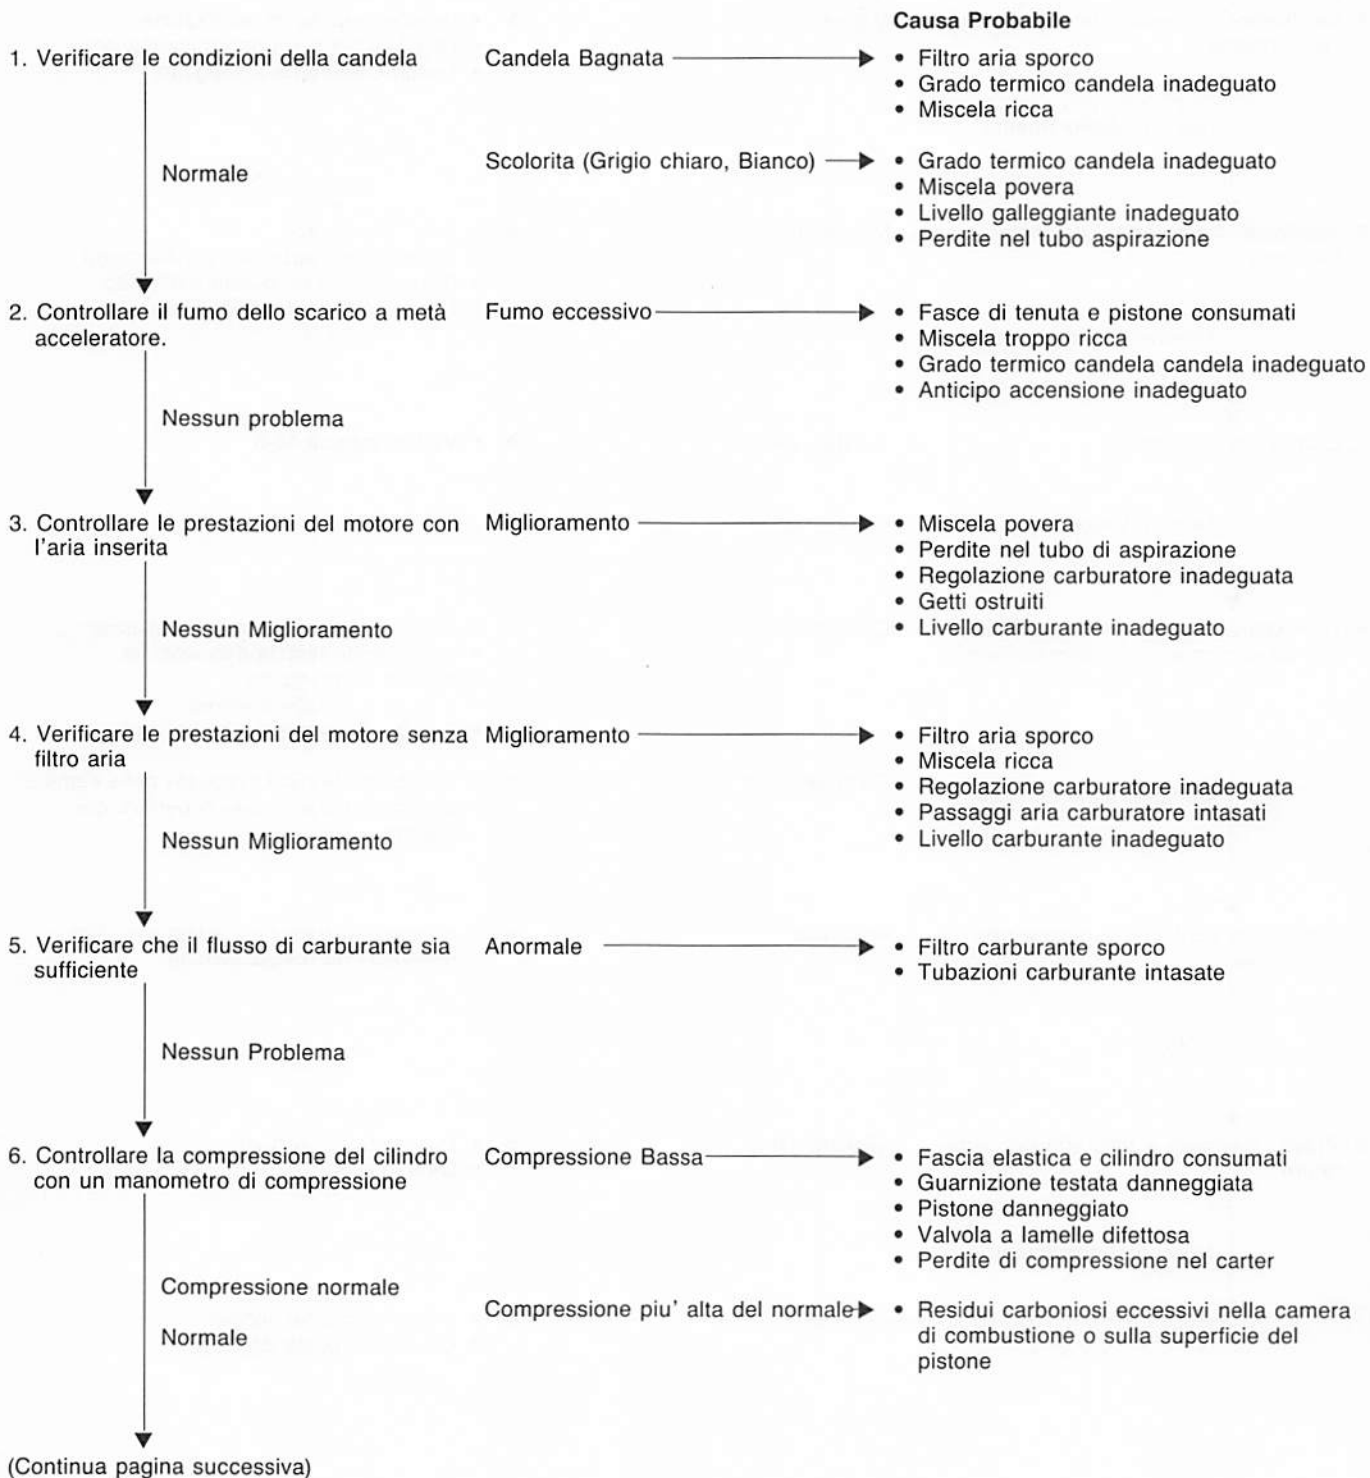 Causa Probabile
1. Verificare le condizioni della candela
Candela Bagnata
• Filtro aria sporco
• Grado termico candela inadeguato
• Miscela ricca
Normale
Scolorita (Grigio chiaro, Bianco)
• Grado termico candela inadeguato
• Miscela povera
• Livello galleggiante inadeguato
• Perdite nel tubo aspirazione
2. Controllare il fumo dello scarico a metà
acceleratore.
Fumo eccessivo
• Fasce di tenuta e pistone consumati
• Miscela troppo ricca
• Grado termico candela candela inadeguato
• Anticipo accensione inadeguato
Nessun problema
3. Controllare le prestazioni del motore con
l'aria inserita
Miglioramento
• Miscela povera
• Perdite nel tubo di aspirazione
• Regolazione carburatore inadeguata
• Getti ostruiti
• Livello carburante inadeguato
Nessun Miglioramento
4. Verificare le prestazioni del motore senza
filtro aria
Miglioramento
• Filtro aria sporco
• Miscela ricca
• Regolazione carburatore inadeguata
• Passaggi aria carburatore intasati
• Livello carburante inadeguato
Nessun Miglioramento
5. Verificare che il flusso di carburante sia
sufficiente
Anormale
• Filtro carburante sporco
• Tubazioni carburante intasate
Nessun Problema
6. Controllare la compressione del cilindro
con un manometro di compressione
Compressione Bassa
• Fascia elastica e cilindro consumati
• Guarnizione testata danneggiata
• Pistone danneggiato
• Valvola a lamelle difettosa
• Perdite di compressione nel carter
Compressione normale
Normale
Compressione piu' alta del normale
• Residui carboniosi eccessivi nella camera
di combustione o sulla superficie del
pistone
(Continua pagina successiva)